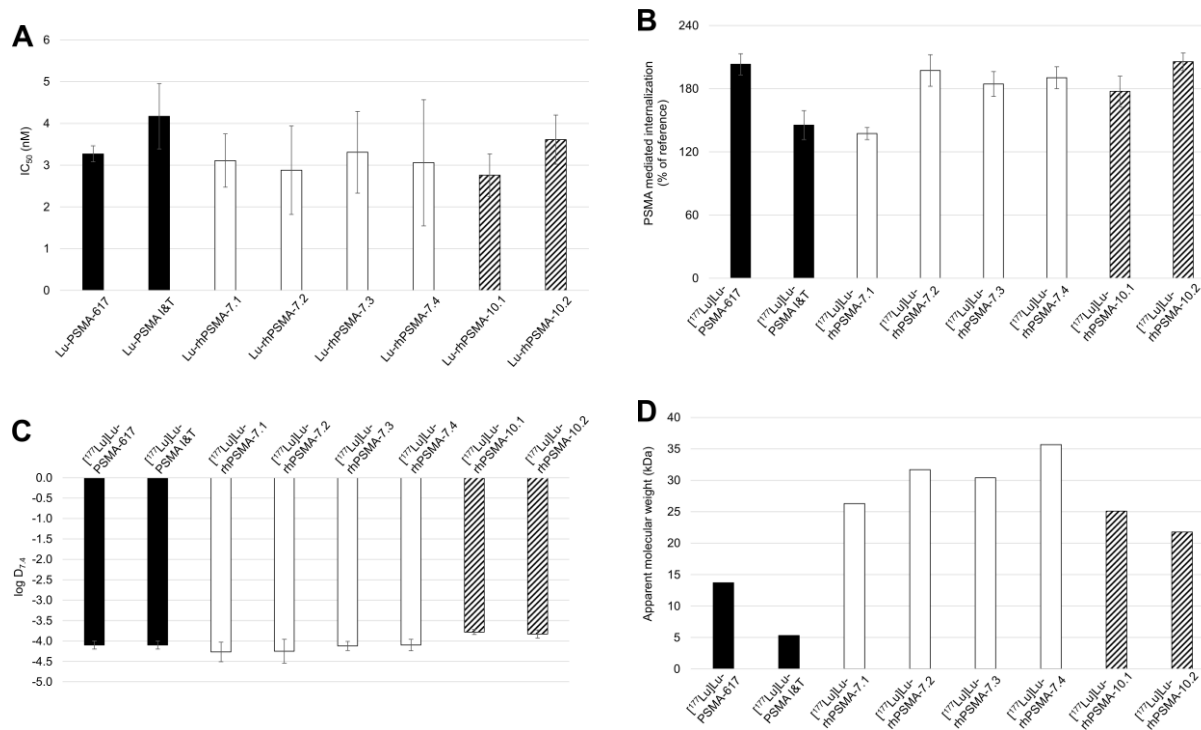 A
6
5
4
3
2
1
0
IC₅₀ (nM)
Lu-PSMA-617
Lu-PSMA I&T
Lu-rhPSMA-7.1
Lu-rhPSMA-7.2
Lu-rhPSMA-7.3
Lu-rhPSMA-7.4
Lu-rhPSMA-10.1
Lu-rhPSMA-10.2
B
240
180
120
60
0
PSMA mediated internalization
(% of reference)
[¹⁷⁷Lu]Lu-
PSMA-617
[¹⁷⁷Lu]Lu-
PSMA I&T
[¹⁷⁷Lu]Lu-
rhPSMA-7.1
[¹⁷⁷Lu]Lu-
rhPSMA-7.2
[¹⁷⁷Lu]Lu-
rhPSMA-7.3
[¹⁷⁷Lu]Lu-
rhPSMA-7.4
[¹⁷⁷Lu]Lu-
rhPSMA-10.1
[¹⁷⁷Lu]Lu-
rhPSMA-10.2
C
[¹⁷⁷Lu]Lu-
PSMA-617
[¹⁷⁷Lu]Lu-
PSMA I&T
[¹⁷⁷Lu]Lu-
rhPSMA-7.1
[¹⁷⁷Lu]Lu-
rhPSMA-7.2
[¹⁷⁷Lu]Lu-
rhPSMA-7.3
[¹⁷⁷Lu]Lu-
rhPSMA-7.4
[¹⁷⁷Lu]Lu-
rhPSMA-10.1
[¹⁷⁷Lu]Lu-
rhPSMA-10.2
0.0
-0.5
-1.0
-1.5
-2.0
-2.5
-3.0
-3.5
-4.0
-4.5
-5.0
log D₇.₄
D
40
35
30
25
20
15
10
5
0
Apparent molecular weight (kDa)
[¹⁷⁷Lu]Lu-
PSMA-617
[¹⁷⁷Lu]Lu-
PSMA I&T
[¹⁷⁷Lu]Lu-
rhPSMA-7.1
[¹⁷⁷Lu]Lu-
rhPSMA-7.2
[¹⁷⁷Lu]Lu-
rhPSMA-7.3
[¹⁷⁷Lu]Lu-
rhPSMA-7.4
[¹⁷⁷Lu]Lu-
rhPSMA-10.1
[¹⁷⁷Lu]Lu-
rhPSMA-10.2